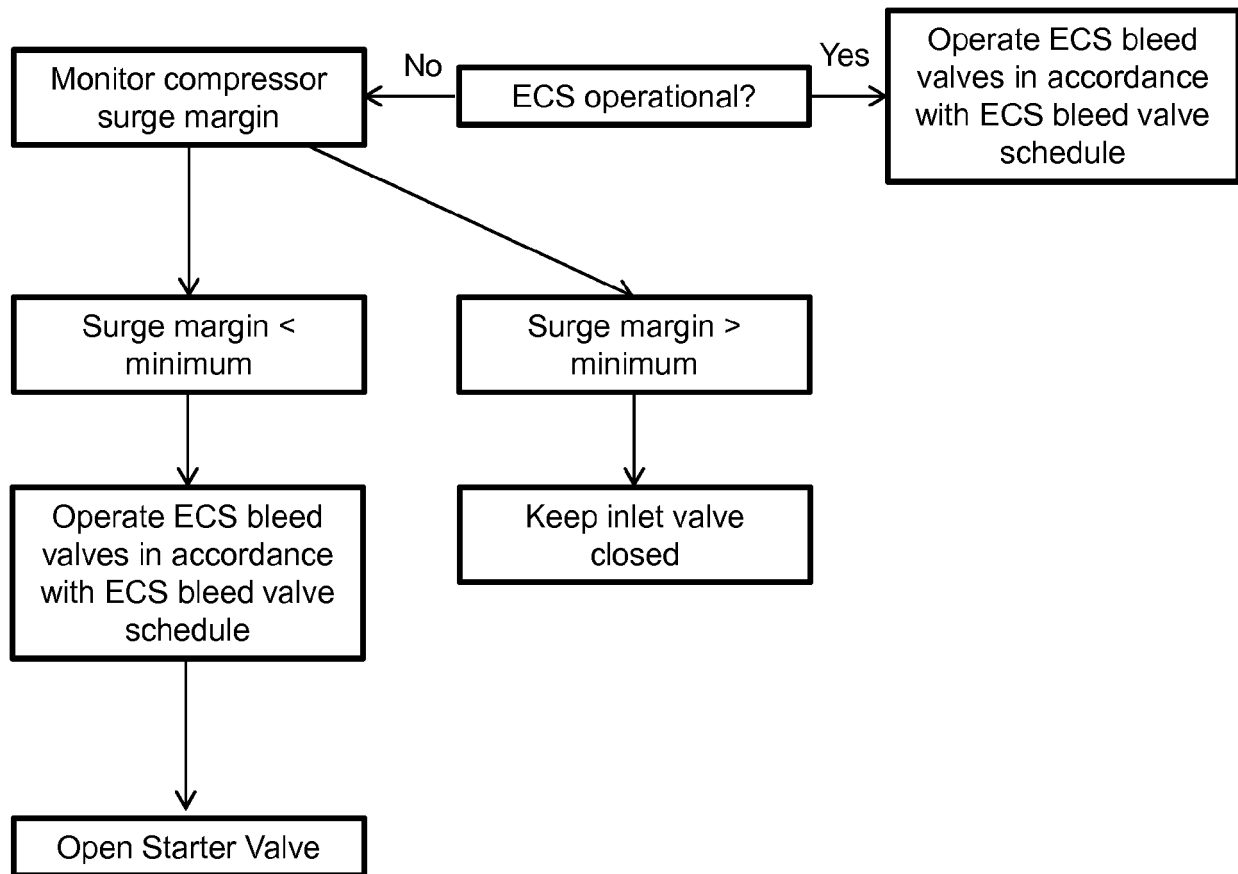 Monitor compressor
surge margin
No
ECS operational?
Yes
Operate ECS bleed
valves in accordance
with ECS bleed valve
schedule
Surge margin <
minimum
Surge margin >
minimum
Operate ECS bleed
valves in accordance
with ECS bleed valve
schedule
Keep inlet valve
closed
Open Starter Valve